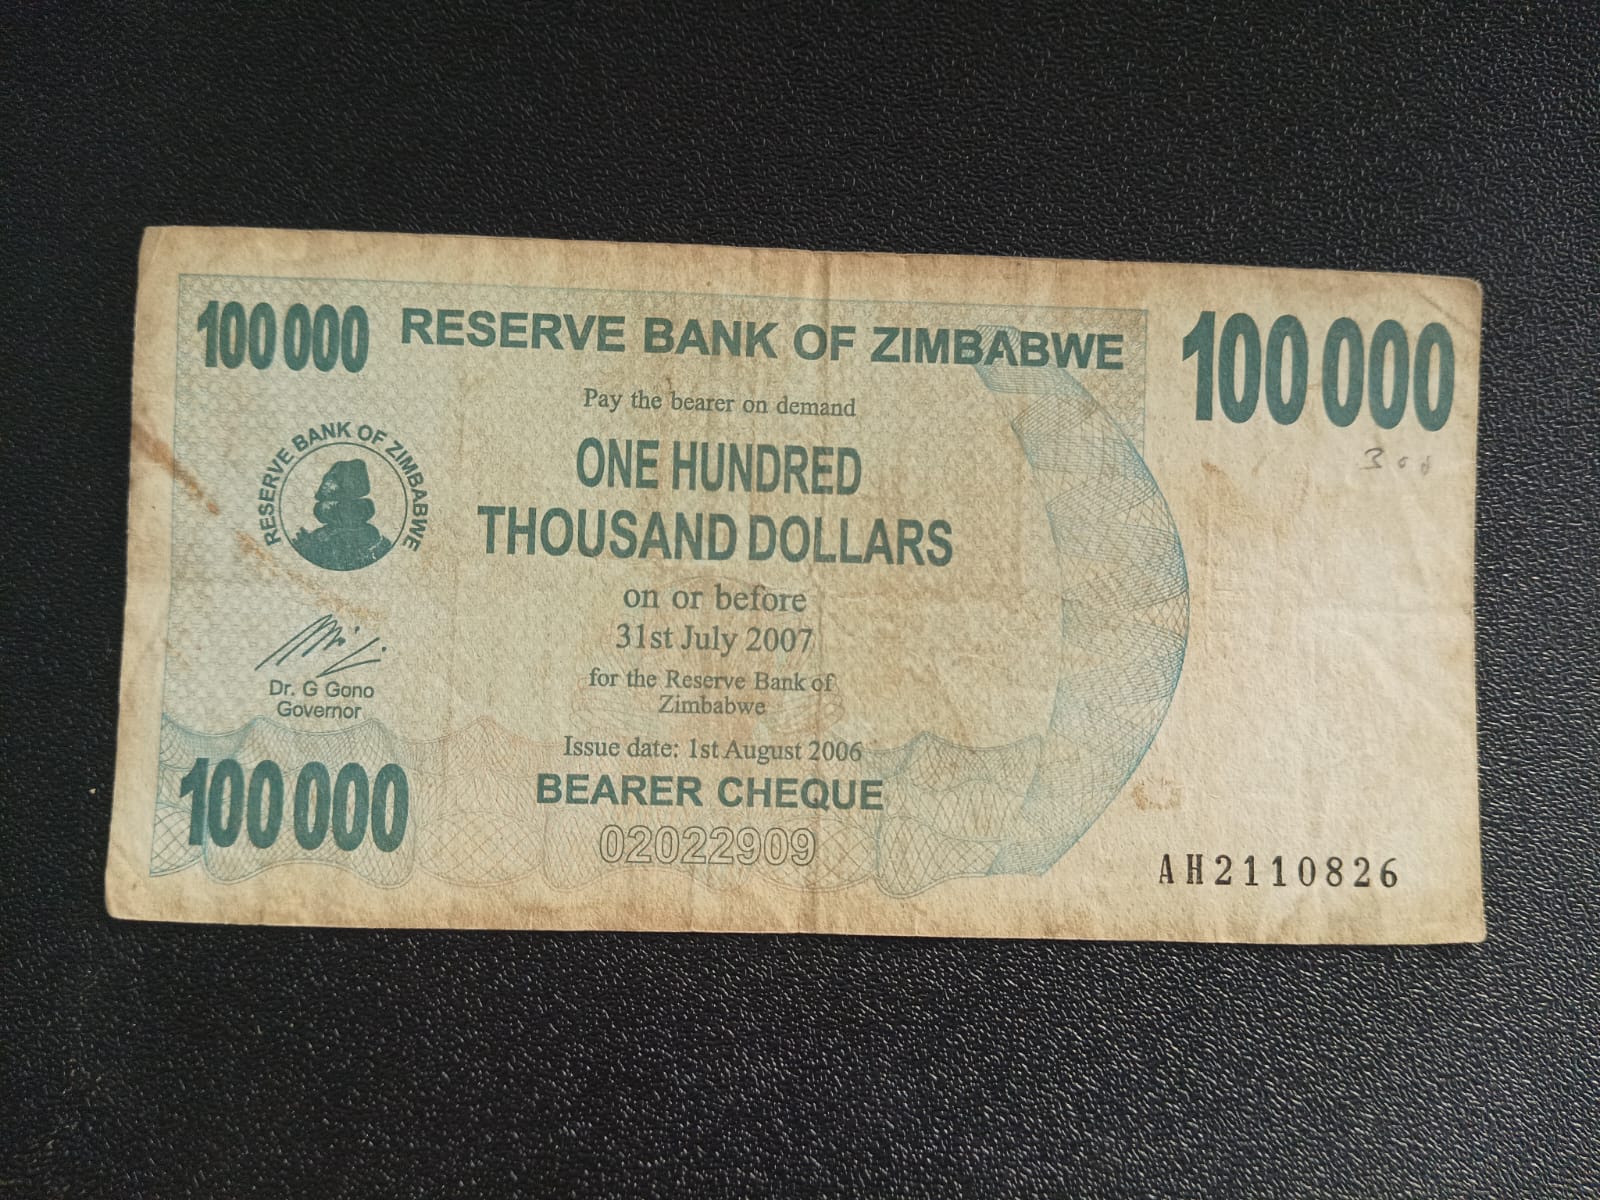 100 000
RESERVE BANK OF ZIMBABWE
100 000
Pay the bearer on demand
300
ONE HUNDRED
THOUSAND DOLLARS
RESERVE BANK OF ZIMBABWE
on or before
31st July 2007
for the Reserve Bank of
Zimbabwe
Dr. G Gono
Governor
Issue date: 1st August 2006
BEARER CHEQUE
100 000
02022909
AH2110826